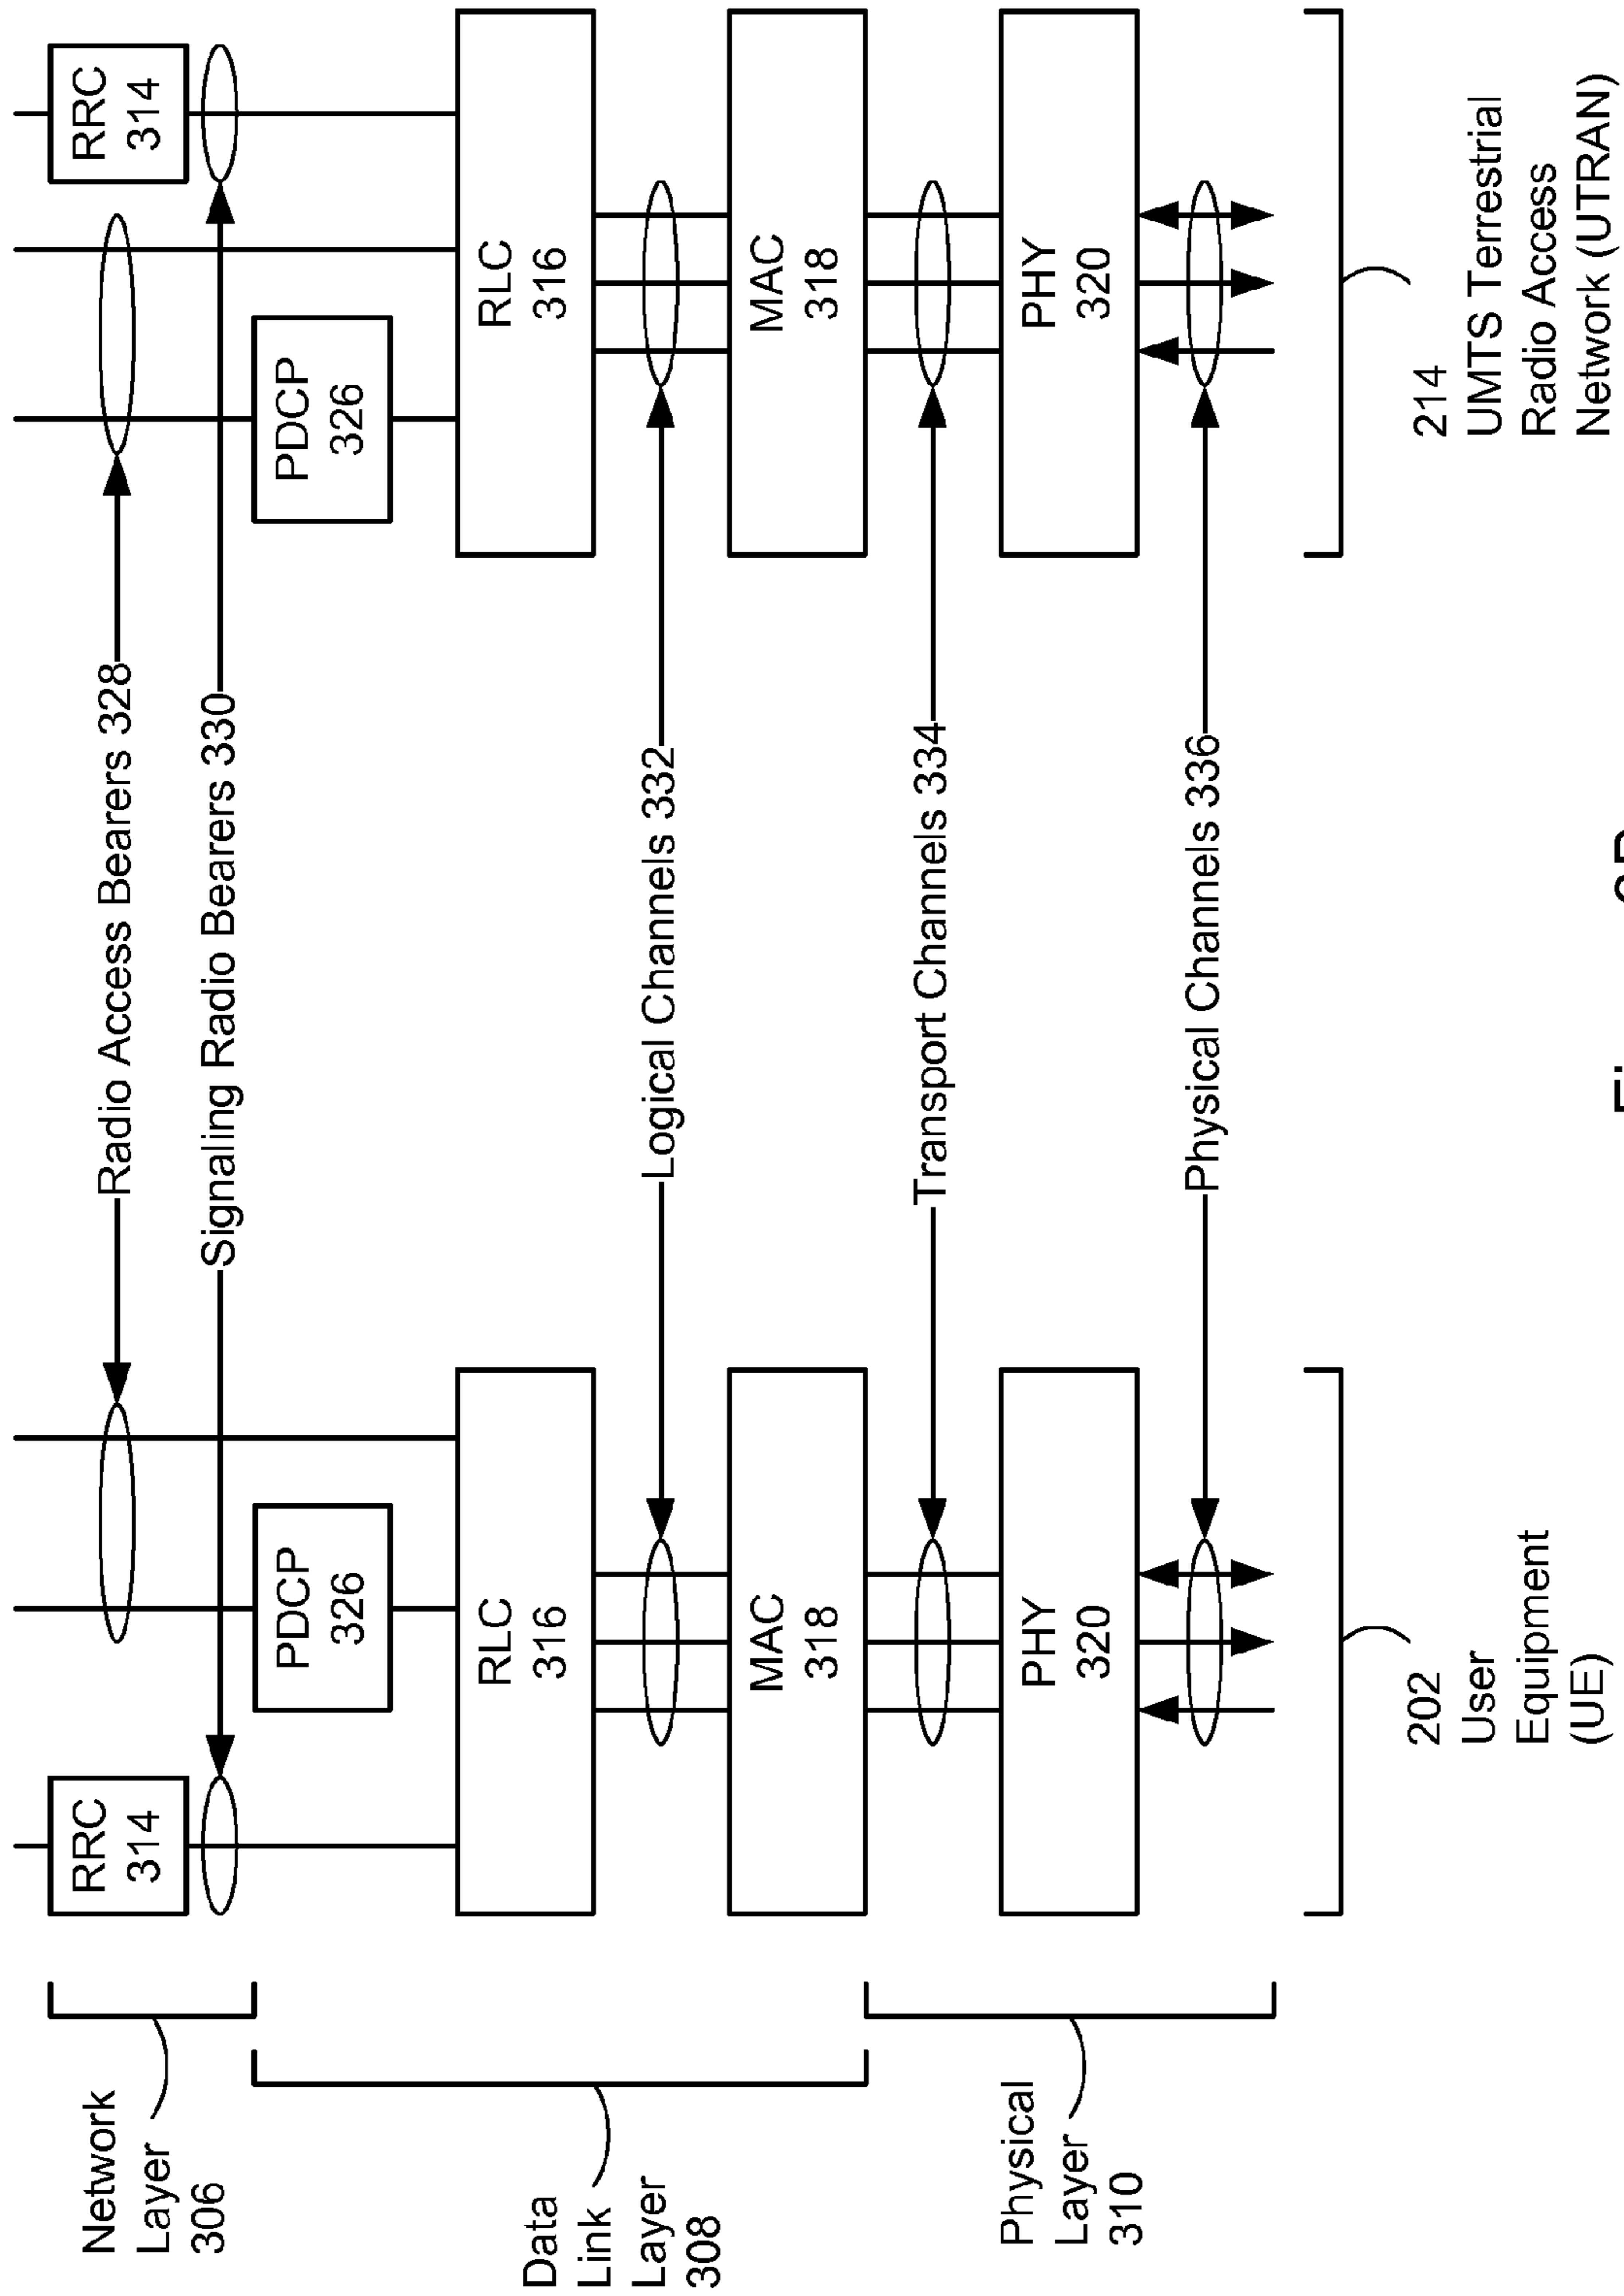 Network
Layer
306
Data
Link
Layer
308
Physical
Layer
310
RRC
314
PDCP
326
RLC
316
MAC
318
PHY
320
202
User
Equipment
(UE)
Radio Access Bearers 328
Signaling Radio Bearers 330
Logical Channels 332
Transport Channels 334
Physical Channels 336
RRC
314
PDCP
326
RLC
316
MAC
318
PHY
320
214
UMTS Terrestrial
Radio Access
Network (UTRAN)